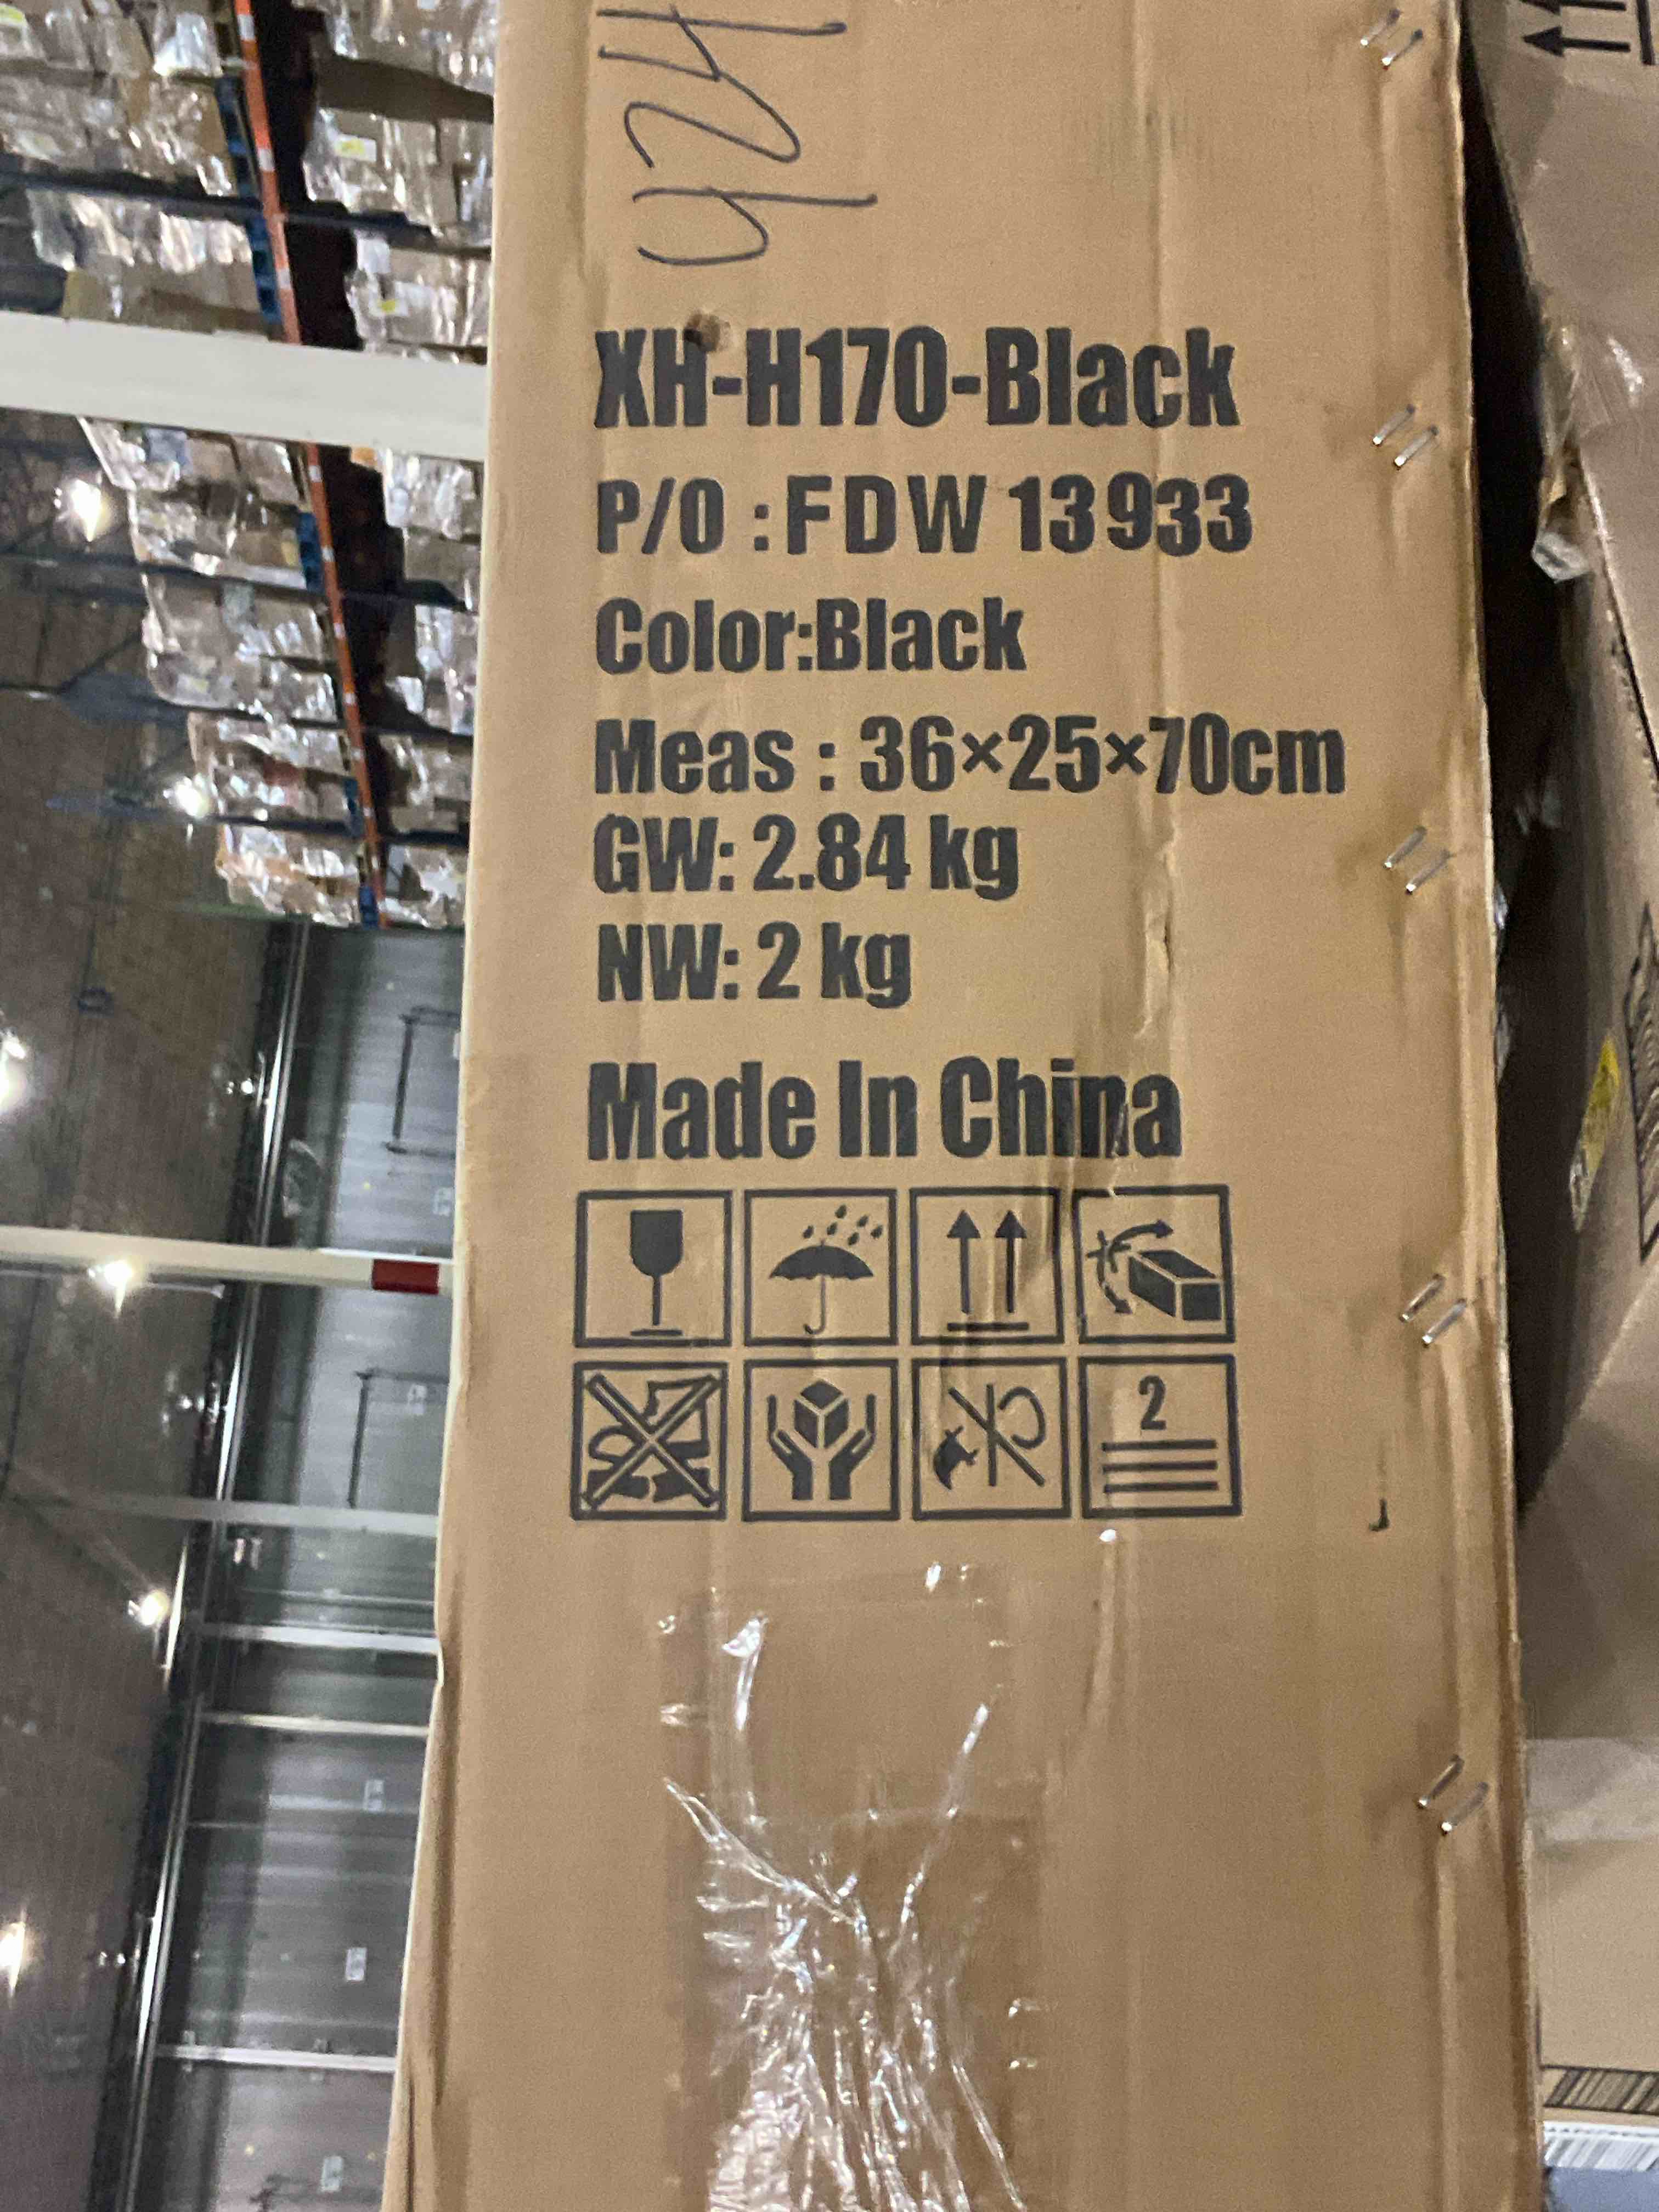 XH-H170-Black
P/O : FDW 13933
Color:Black
Meas : 36×25×70cm
GW: 2.84 kg
NW: 2 kg
Made In China
2